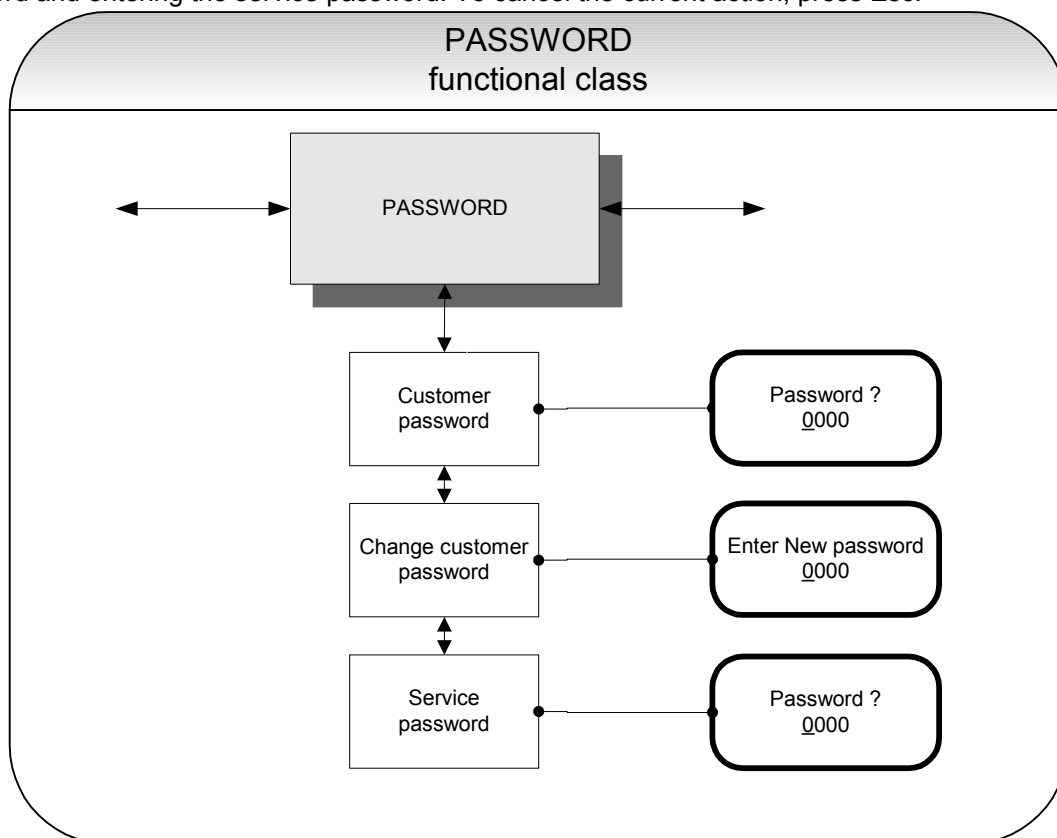 and entering the service password. To cancel the current action, press Esc.
PASSWORD
functional class
PASSWORD
Customer
password
Password ?
0000
Change customer
password
Enter New password
0000
Service
password
Password ?
0000